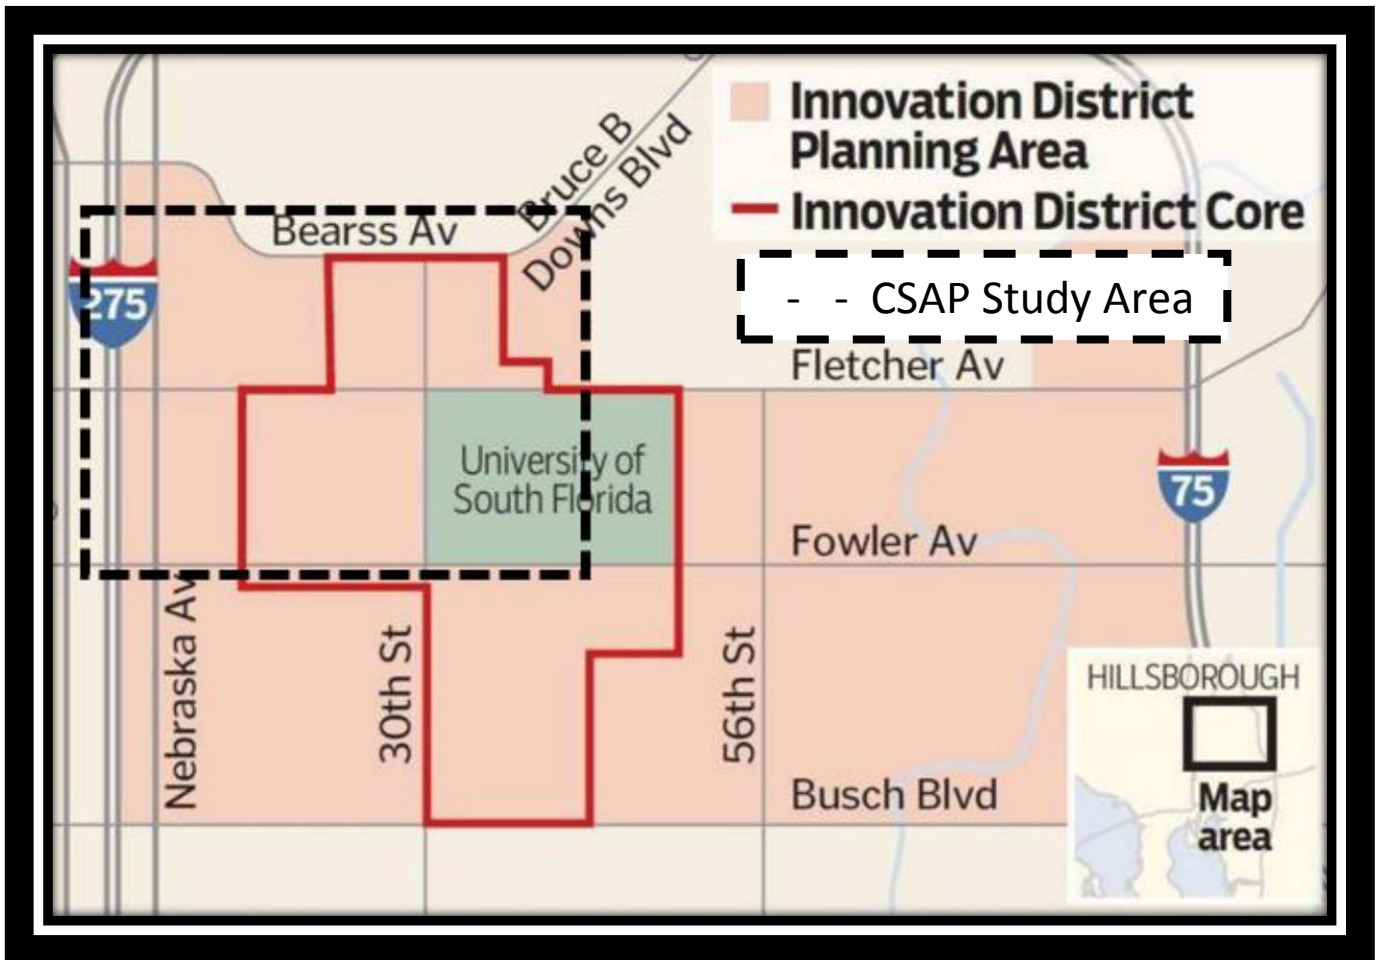 Innovation District
Planning Area
Innovation District Core
- - CSAP Study Area
Bruce B
Downs Blvd
Bearss Av
275
Fletcher Av
University of
South Florida
75
Fowler Av
Nebraska Av
30th St
56th St
Busch Blvd
HILLSBOROUGH
Map
area